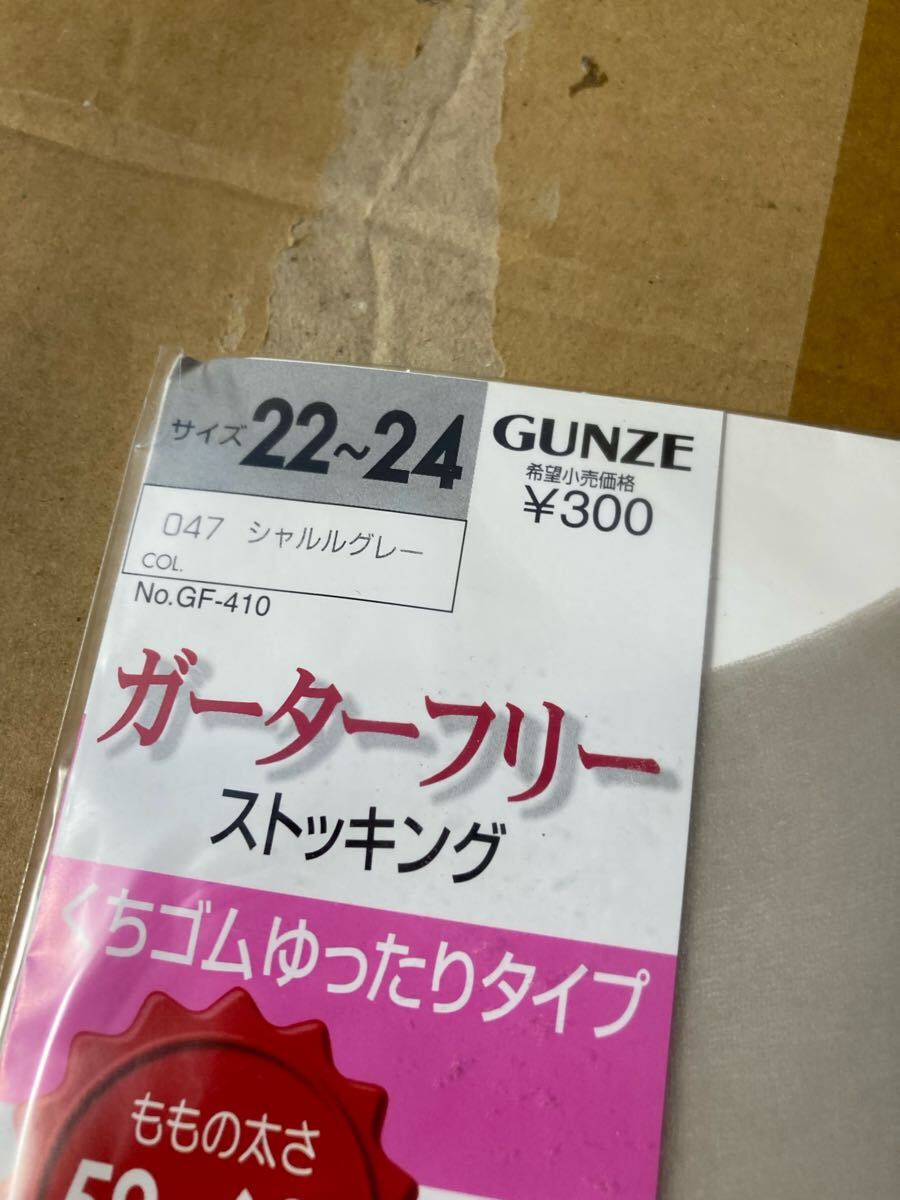 サイズ 22~24
GUNZE
希望小売価格
¥300
047 シャルルグレー
COL.
No.GF-410
ガーターフリー
ストッキング
くちゴムゆったりタイプ
ももの太さ